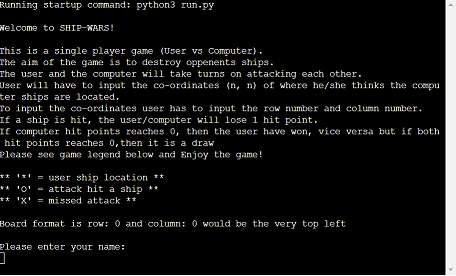 Running startup command: python3 run.py
Welcome to SHIP-WARS!
This is a single player game (User vs Computer).
The aim of the game is to destroy oppenents ships.
The user and the computer will take turns on attacking each other.
User will have to input the co-ordinates (n, n) of where he/she thinks the compu
ter ships are located.
To input the co-ordinates user has to input the row number and column number.
If a ship is hit, the user/computer will lose 1 hit point.
If computer hit points reaches 0, then the user have won, vice versa but if both
 hit points reaches 0,then it is a draw
Please see game legend below and Enjoy the game!
** '*' = user ship location **
** 'O' = attack hit a ship **
** 'X' = missed attack **
Board format is row: 0 and column: 0 would be the very top left
Please enter your name: